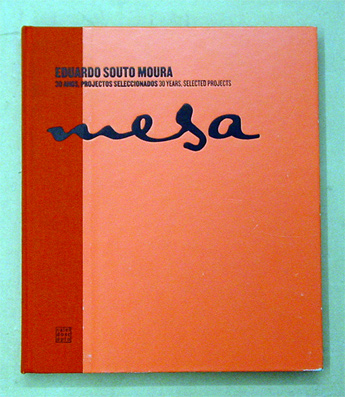 EDUARDO SOUTO MOURA
30 ANOS, PROJECTOS SELECCIONADOS 30 YEARS, SELECTED PROJECTS
mesa